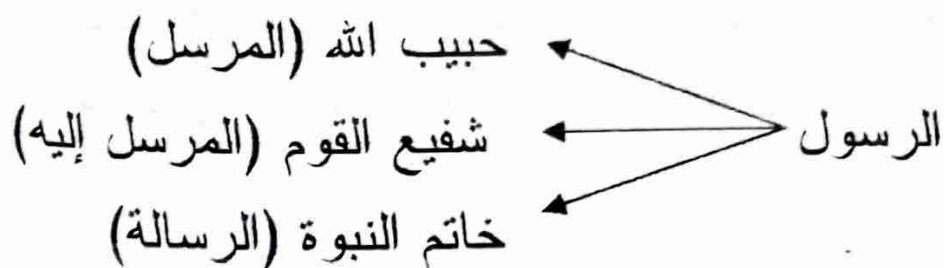 حبيب الله (المرسل)
الرسول
شفيع القوم (المرسل إليه)
خاتم النبوة (الرسالة)